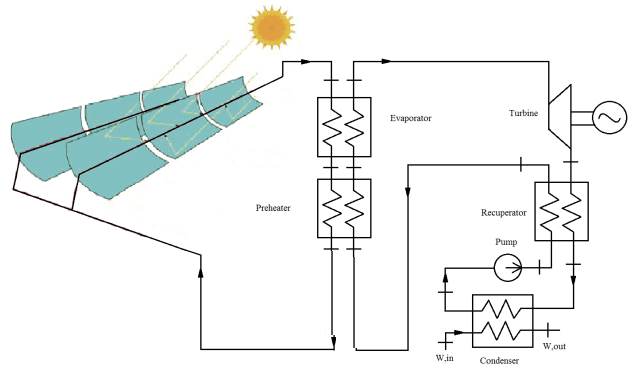 Evaporator
Turbine
Preheater
Recuperator
Pump
W,in
W,out
Condenser